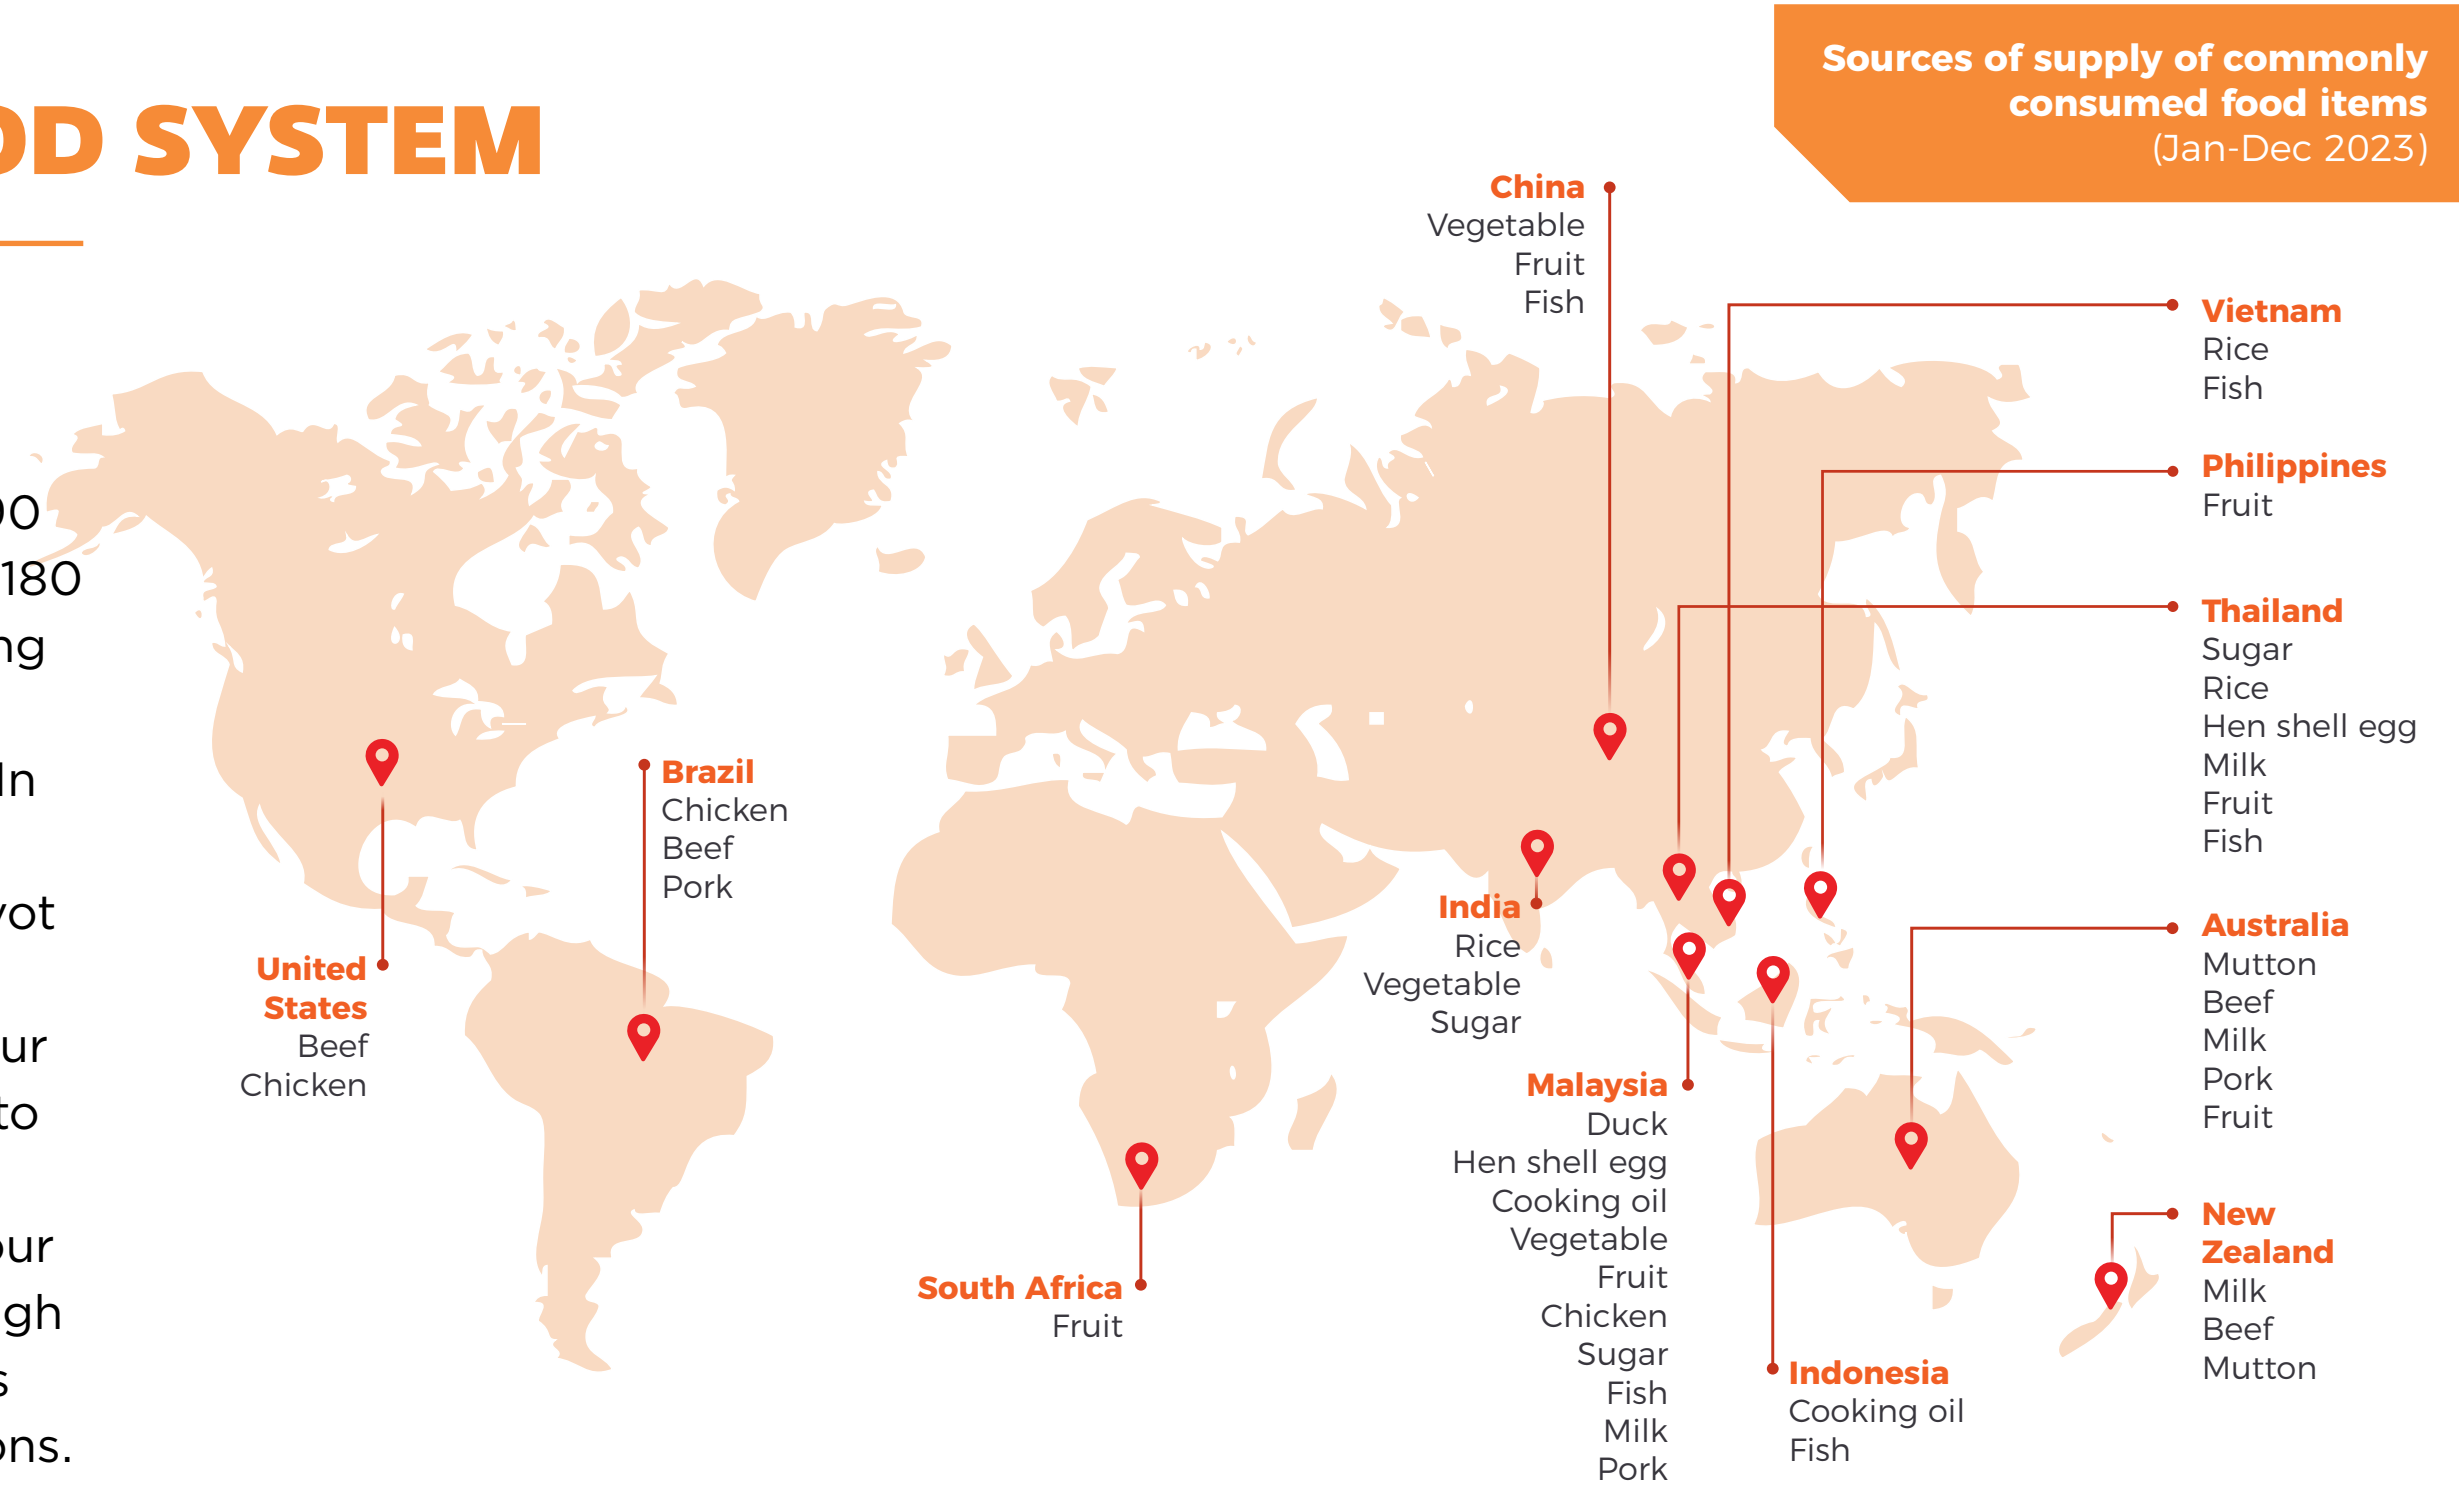 OD SYSTEM
Sources of supply of commonly
consumed food items
(Jan-Dec 2023)
00
180
ng
In
vot
ur
to
our
gh
s
ons.
China
Vegetable
Fruit
Fish
Vietnam
Rice
Fish
Philippines
Fruit
Thailand
Sugar
Rice
Hen shell egg
Milk
Fruit
Fish
Brazil
Chicken
Beef
Pork
United
States
Beef
Chicken
India
Rice
Vegetable
Sugar
Australia
Mutton
Beef
Milk
Pork
Fruit
Malaysia
Duck
Hen shell egg
Cooking oil
Vegetable
Fruit
Chicken
Sugar
Fish
Milk
Pork
South Africa
Fruit
New
Zealand
Milk
Beef
Mutton
Indonesia
Cooking oil
Fish